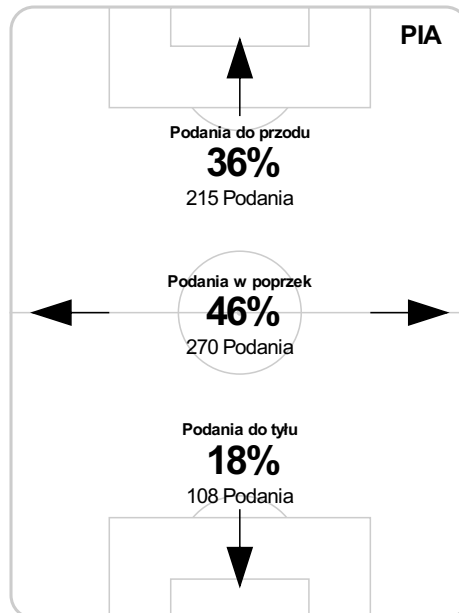 PIA
Podania do przodu
36%
215 Podania
Podania w poprzek
46%
270 Podania
Podania do tyłu
18%
108 Podania